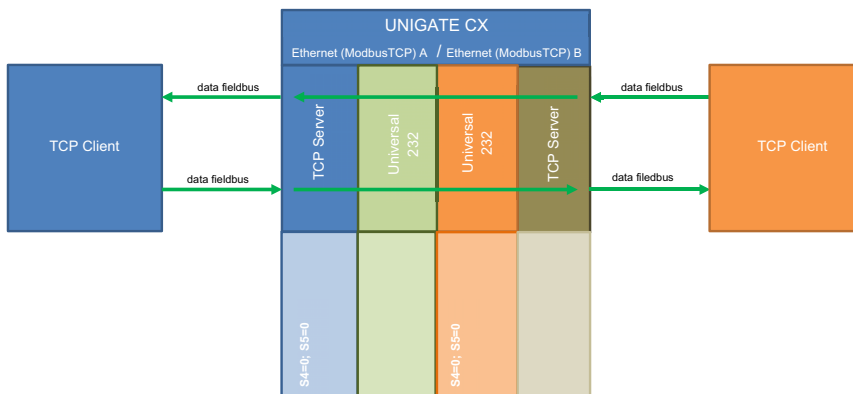 UNIGATE CX
Ethernet (ModbusTCP) A / Ethernet (ModbusTCP) B
data fieldbus
data fieldbus
TCP Client
TCP Server
Universal
232
Universal
232
TCP Server
TCP Client
data fieldbus
data filedbus
S4=0; S5=0
S4=0; S5=0